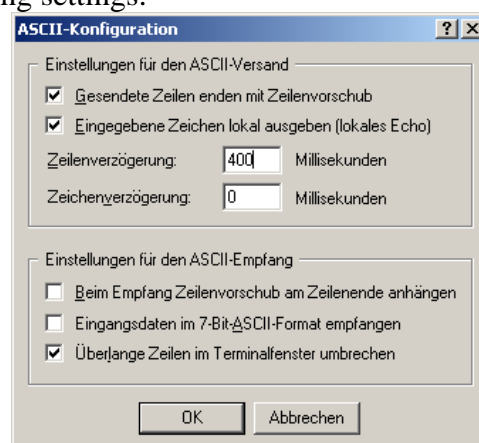 ng settings:
ASCII-Konfiguration
Einstellungen für den ASCII-Versand
Gesendete Zeilen enden mit Zeilenvorschub
Eingegebene Zeichen lokal ausgeben (lokales Echo)
Zeilenverzögerung: 400 Millisekunden
Zeichenverzögerung: 0 Millisekunden
Einstellungen für den ASCII-Empfang
Beim Empfang Zeilenvorschub am Zeilenende anhängen
Eingangsdaten im 7-Bit-ASCII-Format empfangen
Überlange Zeilen im Terminalfenster umbrechen
OK Abbrechen